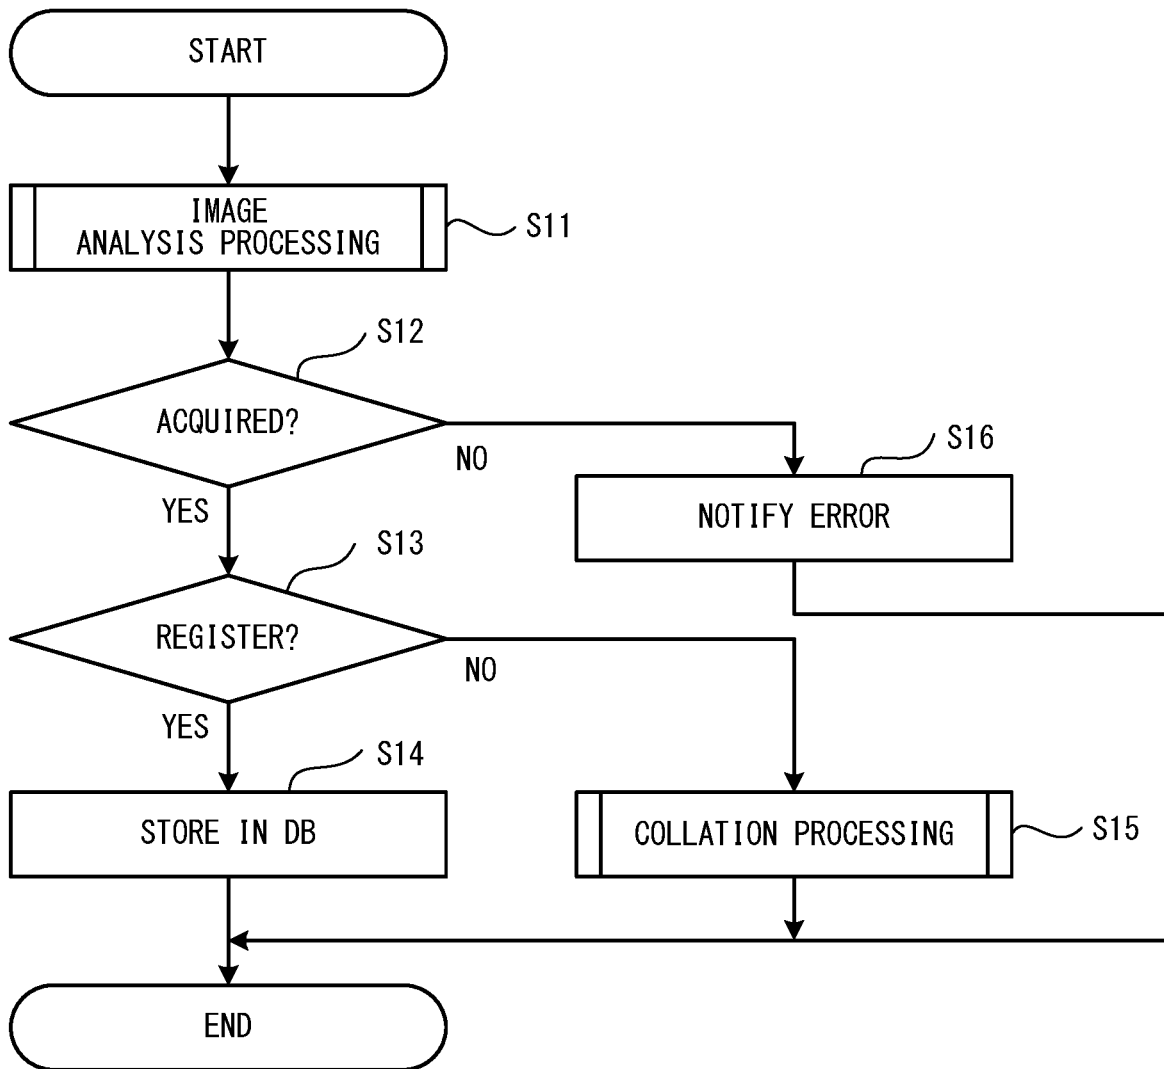 START
IMAGE
ANALYSIS PROCESSING
S11
S12
ACQUIRED?
NO
YES
S16
NOTIFY ERROR
S13
REGISTER?
NO
YES
S14
STORE IN DB
COLLATION PROCESSING
S15
END